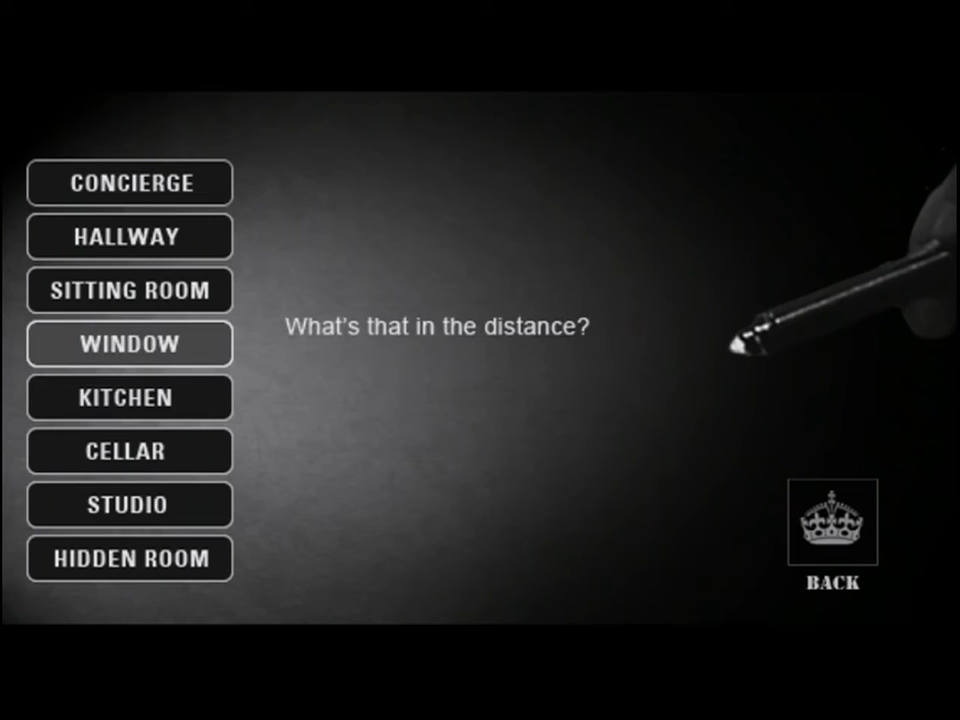 CONCIERGE
HALLWAY
SITTING ROOM
WINDOW
What's that in the distance?
KITCHEN
CELLAR
STUDIO
HIDDEN ROOM
BACK